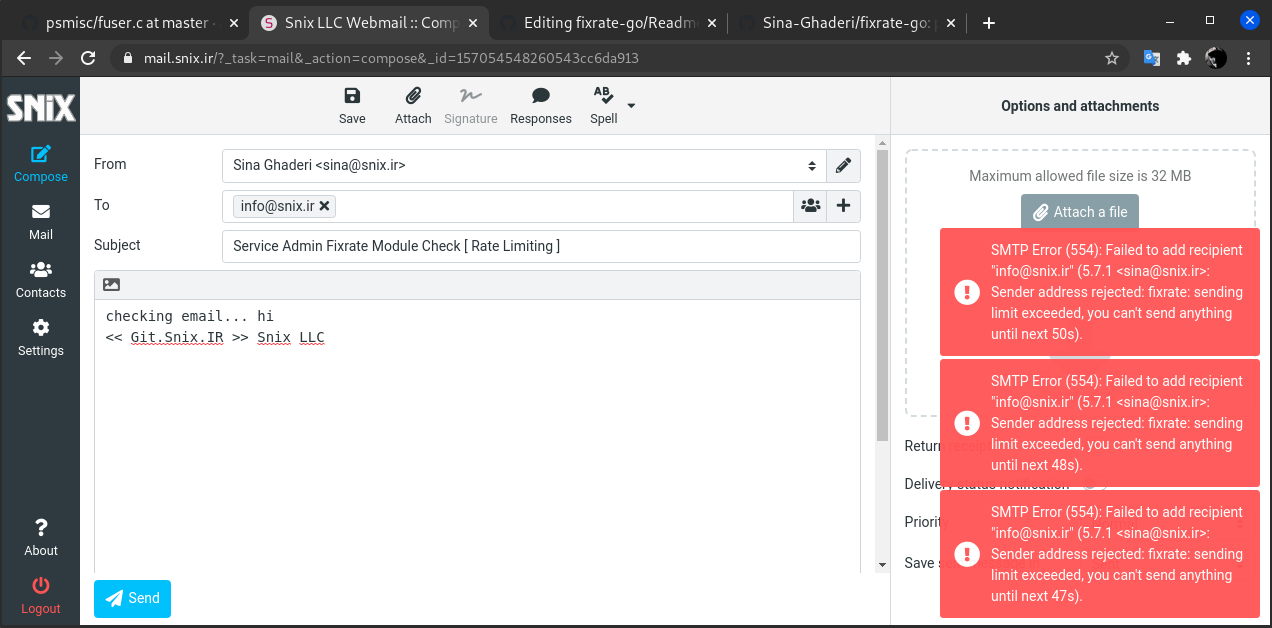 psmisc/fuser.c at master ·
Snix LLC Webmail :: Comp
Editing fixrate-go/Readm
Sina-Ghaderi/fixrate-go: p
mail.snix.ir/?_task=mail&_action=compose&_id=157054548260543cc6da913
SNIX
Compose
Mail
Contacts
Settings
About
Logout
Save
Attach
Signature
Responses
AB
Spell
From
Sina Ghaderi <sina@snix.ir>
To
info@snix.ir
Subject
Service Admin Fixrate Module Check [ Rate Limiting ]
checking email... hi
<< Git.Snix.IR >> Snix LLC
Send
Options and attachments
Maximum allowed file size is 32 MB
Attach a file
SMTP Error (554): Failed to add recipient
"info@snix.ir" (5.7.1 <sina@snix.ir>:
Sender address rejected: fixrate: sending
limit exceeded, you can't send anything
until next 50s).
SMTP Error (554): Failed to add recipient
"info@snix.ir" (5.7.1 <sina@snix.ir>:
Sender address rejected: fixrate: sending
limit exceeded, you can't send anything
until next 48s).
Return receipt
Delivery status notification
SMTP Error (554): Failed to add recipient
"info@snix.ir" (5.7.1 <sina@snix.ir>:
Sender address rejected: fixrate: sending
limit exceeded, you can't send anything
until next 47s).
Priority
Save